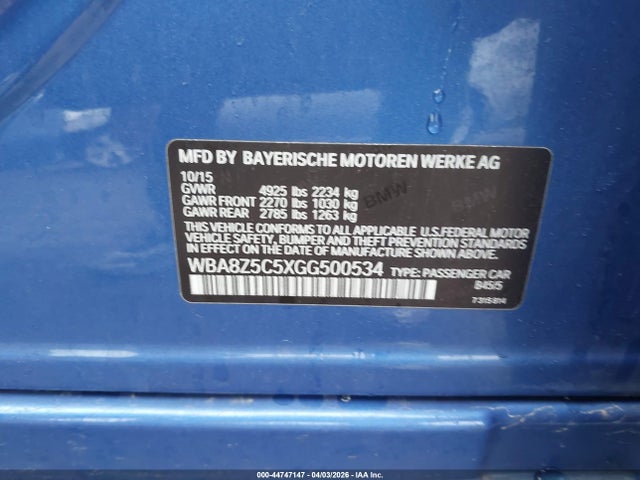 MFD BY BAYERISCHE MOTOREN WERKE AG
10/15
GVWR 4925 lbs 2234 kg
GAWR FRONT 2270 lbs 1030 kg
GAWR REAR 2785 lbs 1263 kg
BMW
BMW
THIS VEHICLE CONFORMS TO ALL APPLICABLE U.S.FEDERAL MOTOR
VEHICLE SAFETY, BUMPER AND THEFT PREVENTION STANDARDS IN
EFFECT ON THE DATE OF MANUFACTURE SHOWN ABOVE.
WBA8Z5C5XGG500534 TYPE: PASSENGER CAR
B45/5
7315814
000-44747147 - 04/03/2026 - IAA Inc.